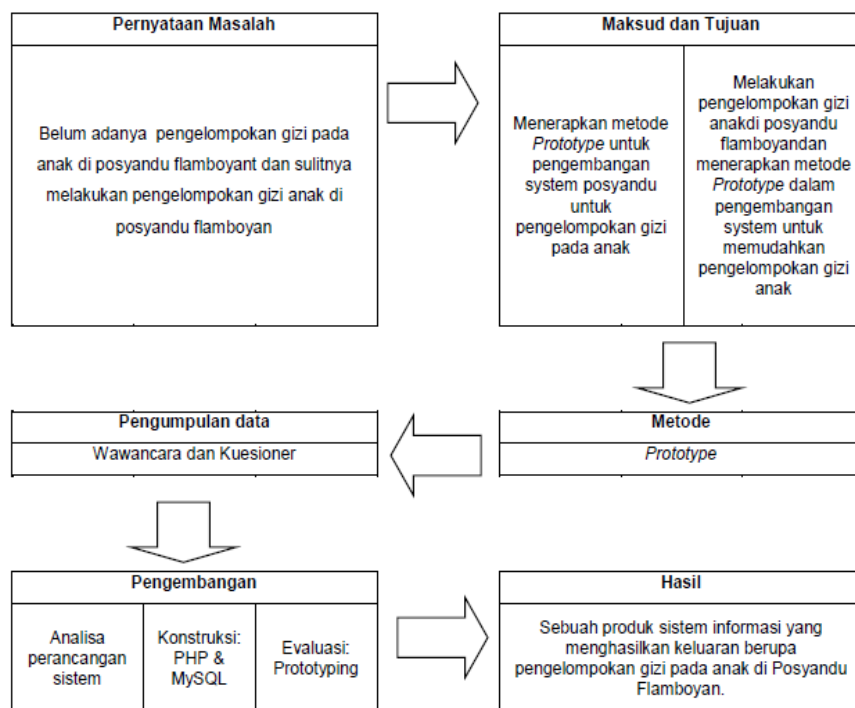 Pernyataan Masalah
Belum adanya pengelompokan gizi pada
anak di posyandu flamboyant dan sulitnya
melakukan pengelompokan gizi anak di
posyandu flamboyan
Maksud dan Tujuan
Menerapkan metode
Prototype untuk
pengembangan
system posyandu
untuk
pengelompokan gizi
pada anak
Melakukan
pengelompokan gizi
anakdi posyandu
flamboyandan
menerapkan metode
Prototype dalam
pengembangan
system untuk
memudahkan
pengelompokan gizi
anak
Metode
Prototype
Pengumpulan data
Wawancara dan Kuesioner
Pengembangan
Analisa
perancangan
sistem
Konstruksi:
PHP &
MySQL
Evaluasi:
Prototyping
Hasil
Sebuah produk sistem informasi yang
menghasilkan keluaran berupa
pengelompokan gizi pada anak di Posyandu
Flamboyan.